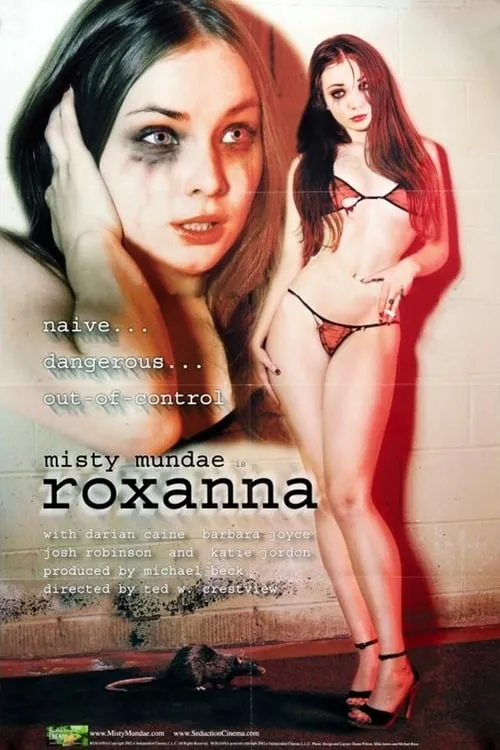 naive...
dangerous...
out-of-control
misty mundae is
roxanna
with darian caine barbara joyce
josh robinson and katie jordon
produced by michael beck
directed by ted w. crestview
www.MistyMundae.com www.SeductionCinema.com